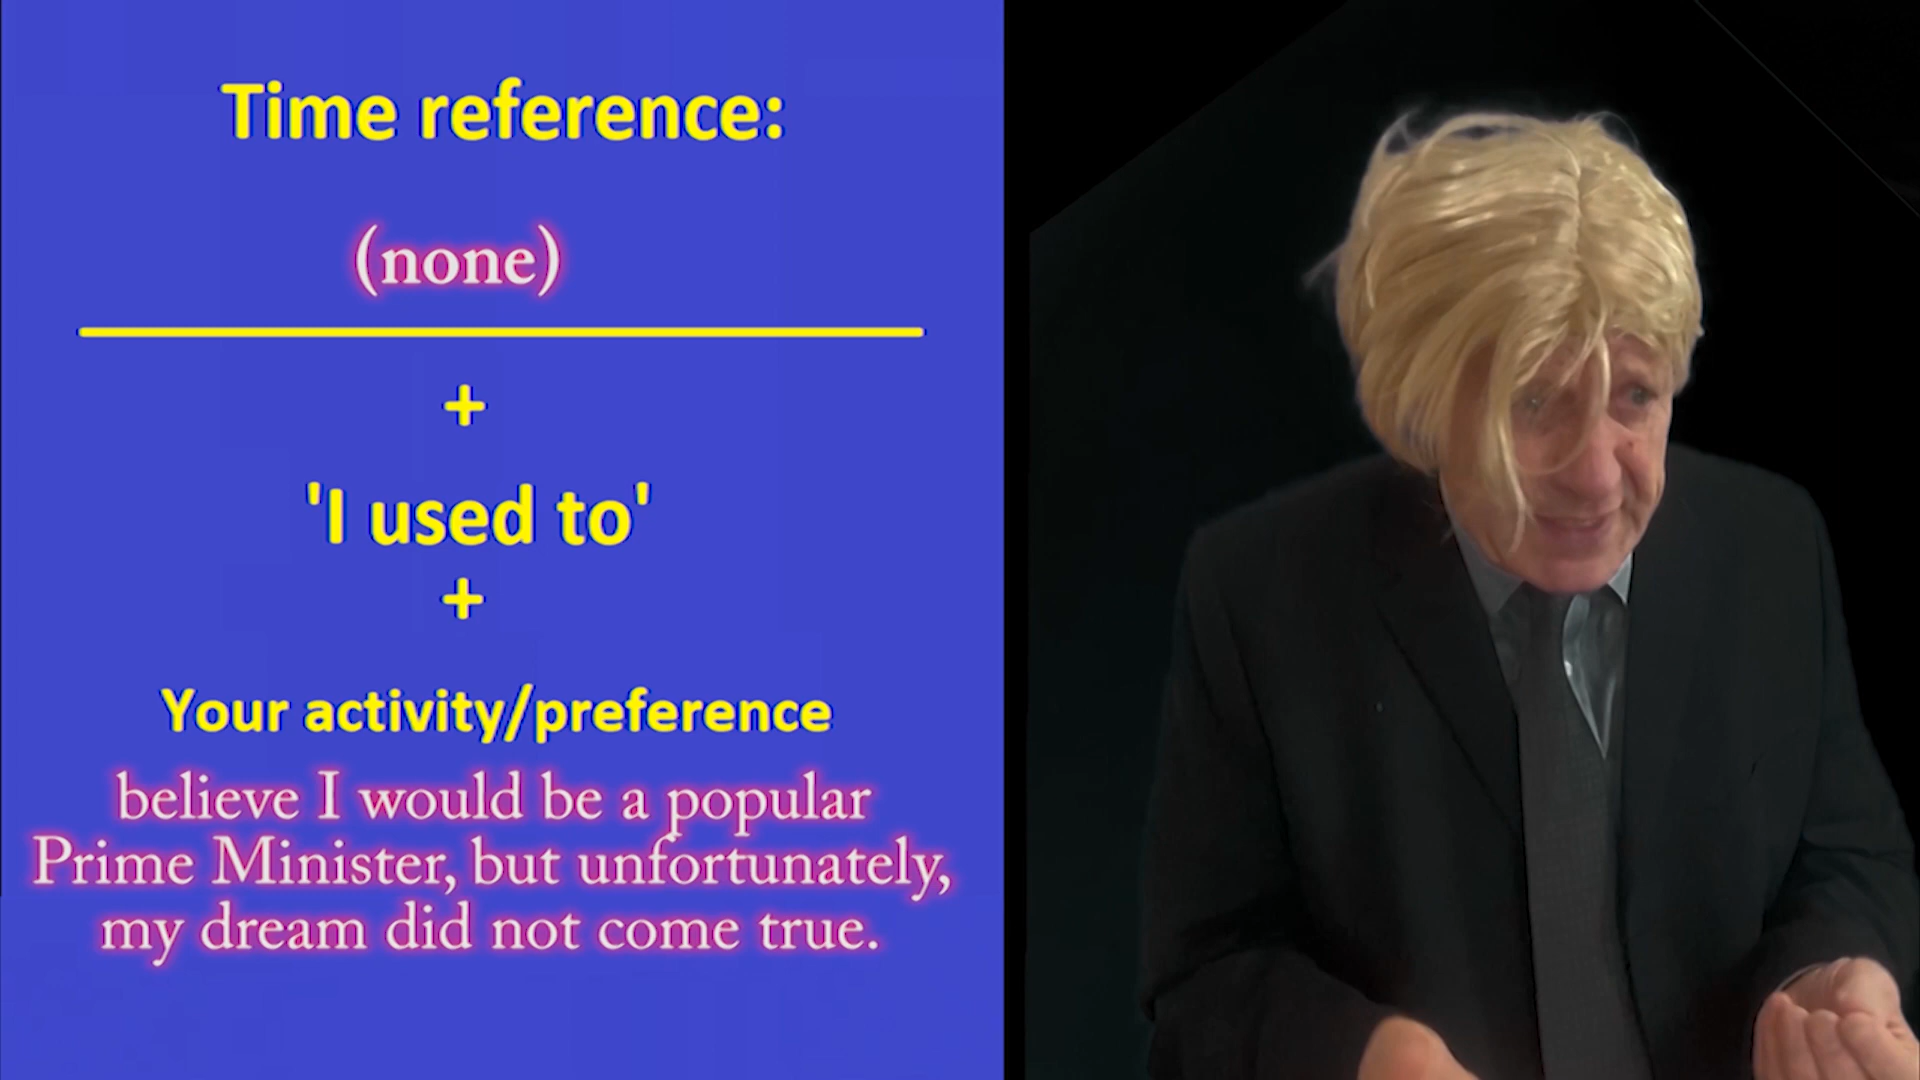 Time reference:
(none)
+
'I used to'
+
Your activity/preference
believe I would be a popular
Prime Minister, but unfortunately,
my dream did not come true.